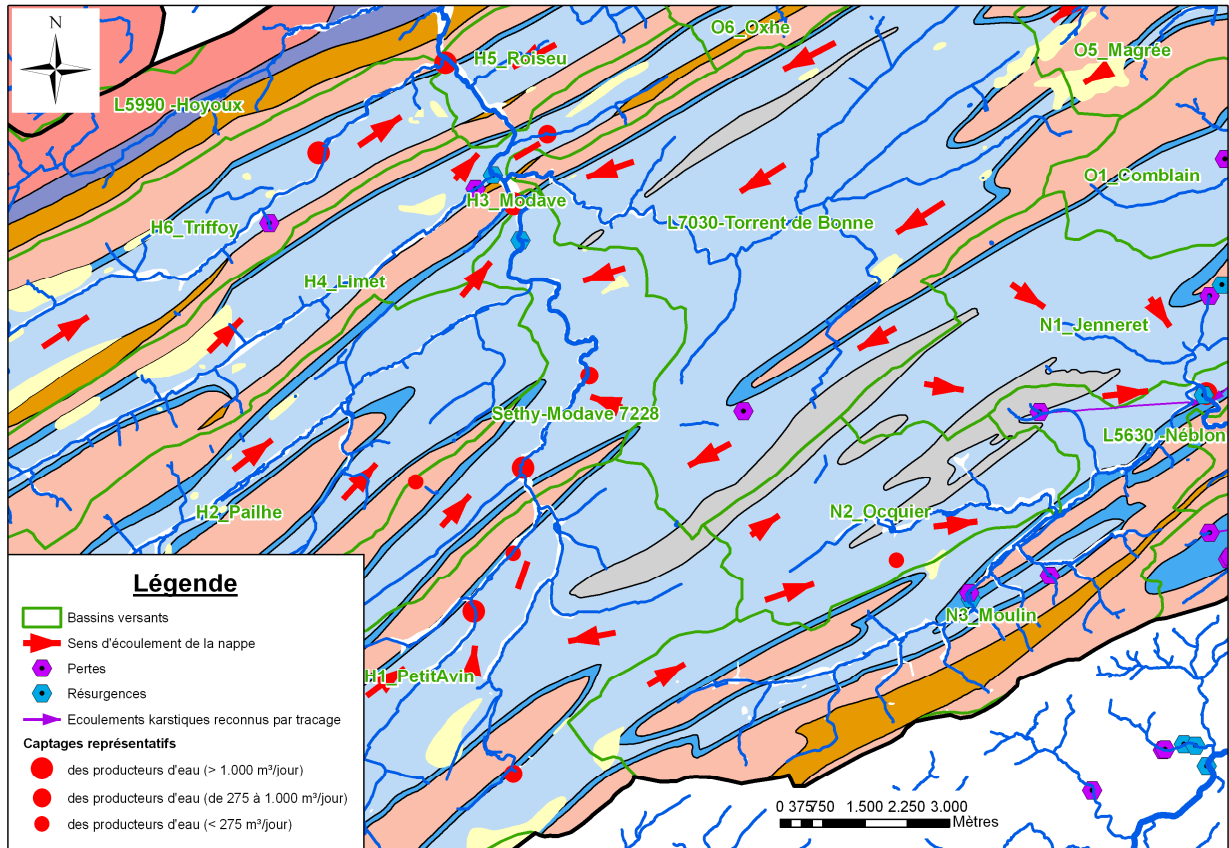 N
O6_Oxhe
O5_Magrée
H5_Roiseu
L5990 -Hoyoux
O1_Comblain
H3_Modave
H6_Triffoy
L7030-Torrent de Bonne
H4_Limet
N1_Jenneret
Sethy-Modave 7228
L5630 -Néblon
H2_Pailhe
N2_Ocquier
N3_Moulin
H1_PetitAvin
Légende
Bassins versants
Sens d'écoulement de la nappe
Pertes
Résurgences
Ecoulements karstiques reconnus par tracage
Captages représentatifs
des producteurs d'eau (> 1.000 m³/jour)
des producteurs d'eau (de 275 à 1.000 m³/jour)
des producteurs d'eau (< 275 m³/jour)
0 375750 1.500 2.250 3.000
Mètres